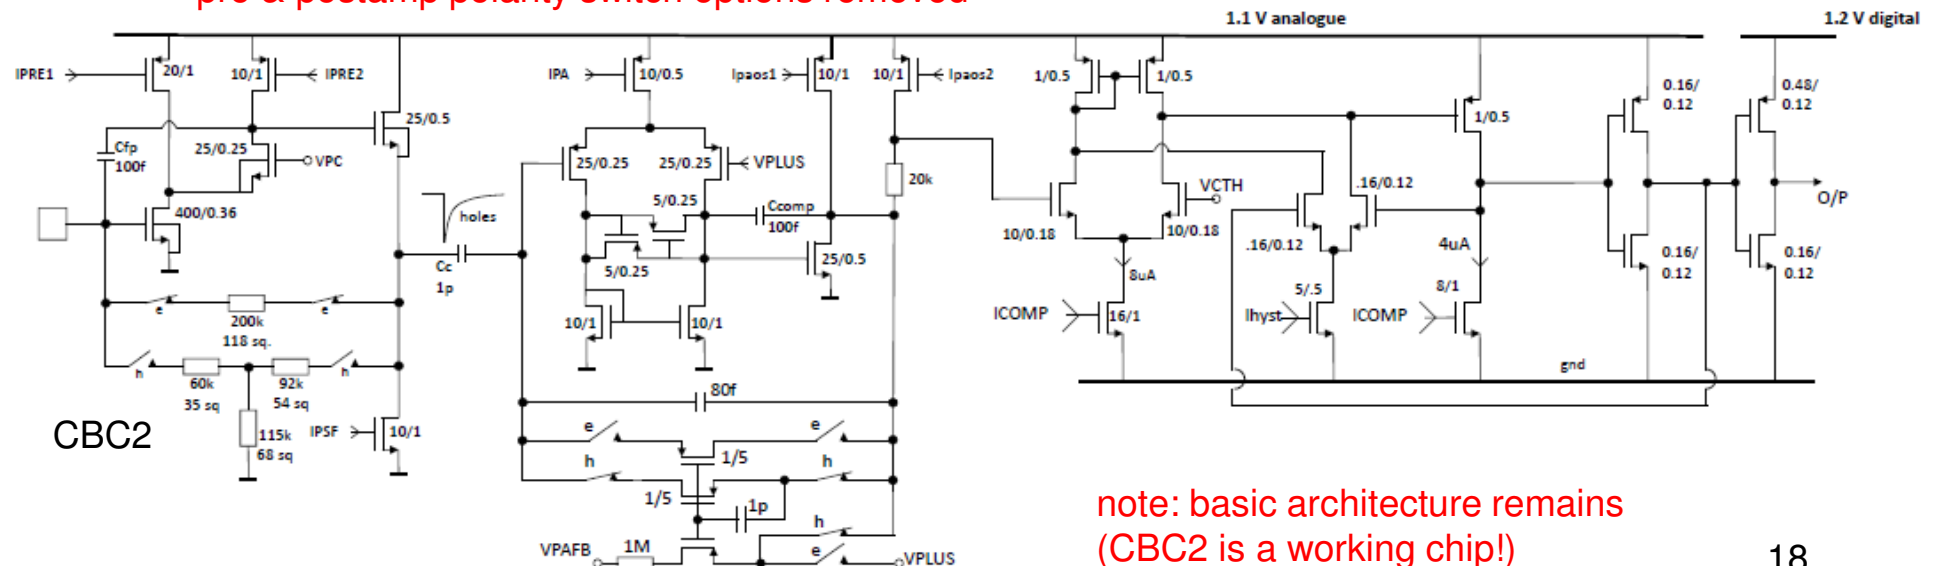 pre & postamp polarity switch options removed
1.1 V analogue
1.2 V digital
IPRE1
20/1
10/1
IPRE2
IPA
10/0.5
Ipaos1
10/1
10/1
Ipaos2
1/0.5
1/0.5
0.16/
0.12
0.48/
0.12
25/0.5
1/0.5
Cfp
100f
25/0.25
VPC
25/0.25
25/0.25
VPLUS
20k
5/0.25
VCTH
.16/0.12
O/P
400/0.36
holes
Ccomp
100f
10/0.18
10/0.18
.16/0.12
4uA
0.16/
0.12
0.16/
0.12
Cc
1p
5/0.25
25/0.5
8uA
e
e
200k
118 sq.
10/1
10/1
ICOMP
16/1
Ihyst
5/.5
ICOMP
8/1
h
h
60k
35 sq
92k
54 sq
gnd
80f
CBC2
115k
68 sq
IPSF
10/1
e
e
1/5
h
h
1/5
1p
h
VPAFB
1M
e
VPLUS
note: basic architecture remains
(CBC2 is a working chip!)
18